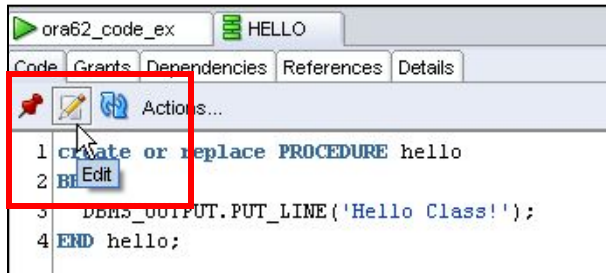 ora62_code_ex HELLO
Code Grants Dependencies References Details
Actions...
1 create or replace PROCEDURE hello
Edit
2
3 DBMS_OUTPUT.PUT_LINE('Hello Class!');
4 END hello;